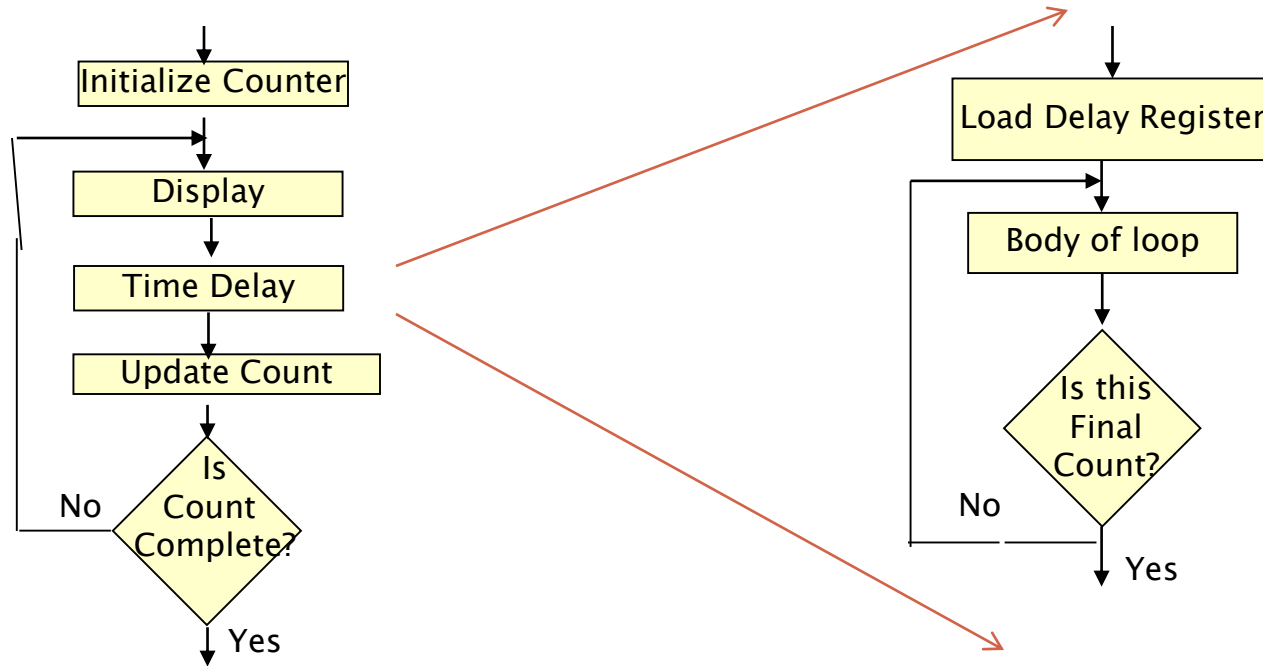 Initialize Counter
Display
Time Delay
Update Count
Is
Count
Complete?
No
Yes
Load Delay Register
Body of loop
Is this
Final
Count?
No
Yes